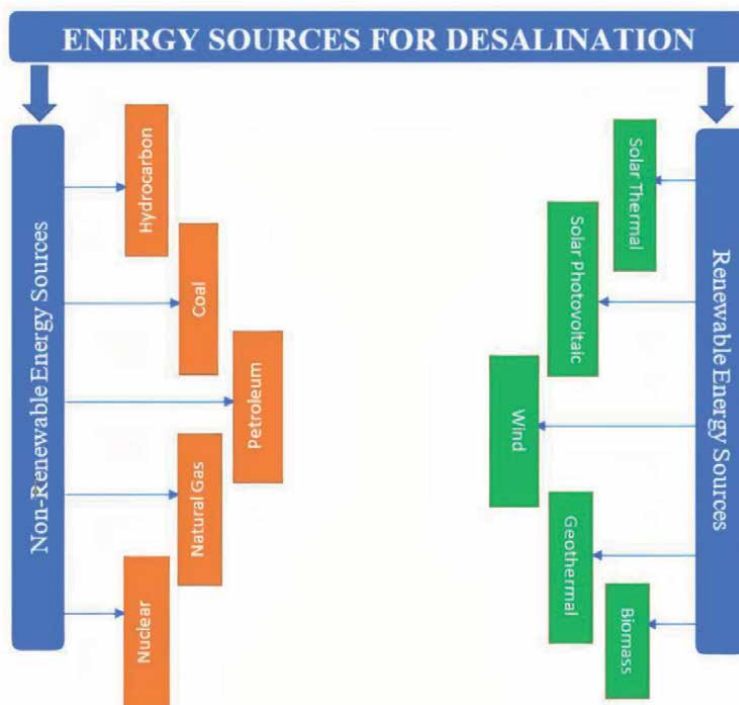 ENERGY SOURCES FOR DESALINATION
Non-Renewable Energy Sources
Hydrocarbon
Coal
Petroleum
Natural Gas
Nuclear
Renewable Energy Sources
Solar Thermal
Solar Photovoltaic
Wind
Geothermal
Biomass